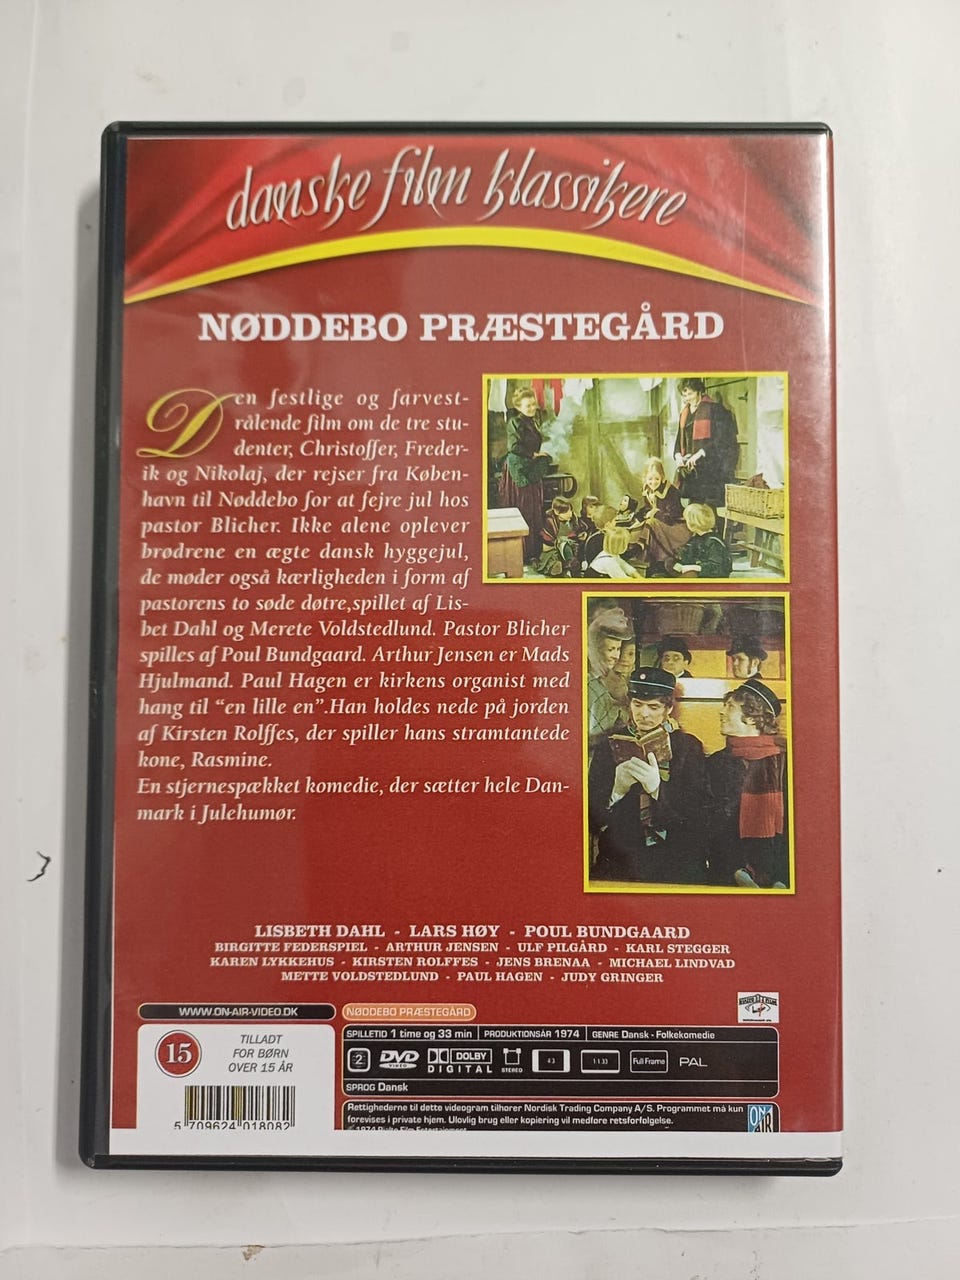 danske film klassikere
NØDDEBO PRÆSTEGÅRD
Den festlige og farvest-
rålende film om de tre stu-
denter, Christoffer, Freder-
ik og Nikolaj, der rejser fra Køben-
havn til Nøddebo for at fejre jul hos
pastor Blicher. Ikke alene oplever
brødrene en ægte dansk hyggejul,
de møder også kærligheden i form af
pastorens to søde døtre,spillet af Lis-
bet Dahl og Merete Voldstedlund. Pastor Blicher
spilles af Poul Bundgaard. Arthur Jensen er Mads
Hjulmand. Paul Hagen er kirkens organist med
hang til “en lille en”.Han holdes nede på jorden
af Kirsten Rolffes, der spiller hans stramtantede
kone, Rasmine.
En stjernespækket komedie, der sætter hele Dan-
mark i Julehumør.
LISBETH DAHL - LARS HØY - POUL BUNDGAARD
BIRGITTE FEDERSPIEL - ARTHUR JENSEN - ULF PILGÅRD - KARL STEGGER
KAREN LYKKEHUS - KIRSTEN ROLFFES - JENS BRENAA - MICHAEL LINDVAD
METTE VOLDSTEDLUND - PAUL HAGEN - JUDY GRINGER
WWW.ON-AIR-VIDEO.DK
NØDDEBO PRÆSTEGÅRD
15
TILLADT
FOR BØRN
OVER 15 ÅR
5 709624 018082
SPILLETID 1 time og 33 min PRODUKTIONSÅR 1974 GENRE Dansk - Folkekomedie
2 DVD VIDEO DOLBY DIGITAL STEREO 4:3 1:1.33 Full Frame PAL
SPROG Dansk
Rettighederne til dette videogram tilhører Nordisk Trading Company A/S. Programmet må kun
forevises i private hjem. Ulovlig brug eller kopiering vil medføre retsforfølgelse.
ON AIR